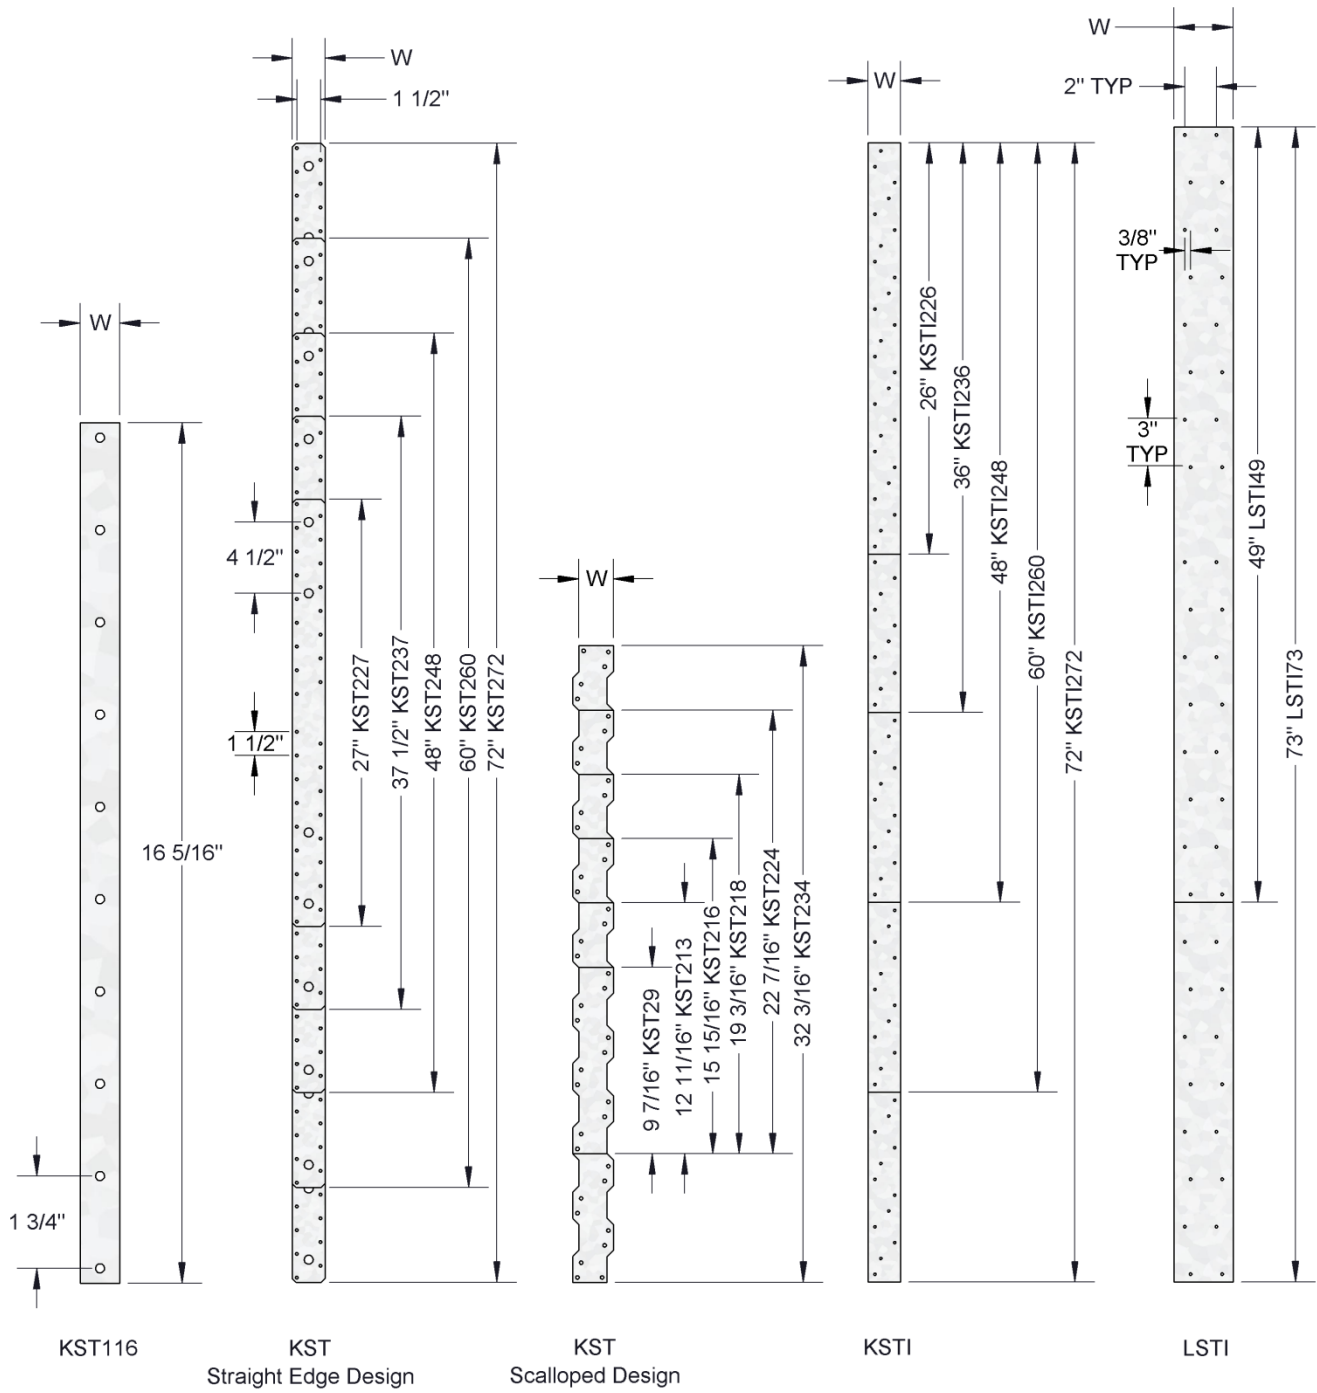 W
1 1/2"
W
16 5/16"
1 3/4"
KST116
4 1/2"
1 1/2"
27" KST227
37 1/2" KST237
48" KST248
60" KST260
72" KST272
KST
Straight Edge Design
W
9 7/16" KST29
12 11/16" KST213
15 15/16" KST216
19 3/16" KST218
22 7/16" KST224
32 3/16" KST234
KST
Scalloped Design
W
26" KSTI226
36" KSTI236
48" KSTI248
60" KSTI260
72" KSTI272
KSTI
W
2" TYP
3/8"
TYP
3"
TYP
49" LSTI49
73" LSTI73
LSTI